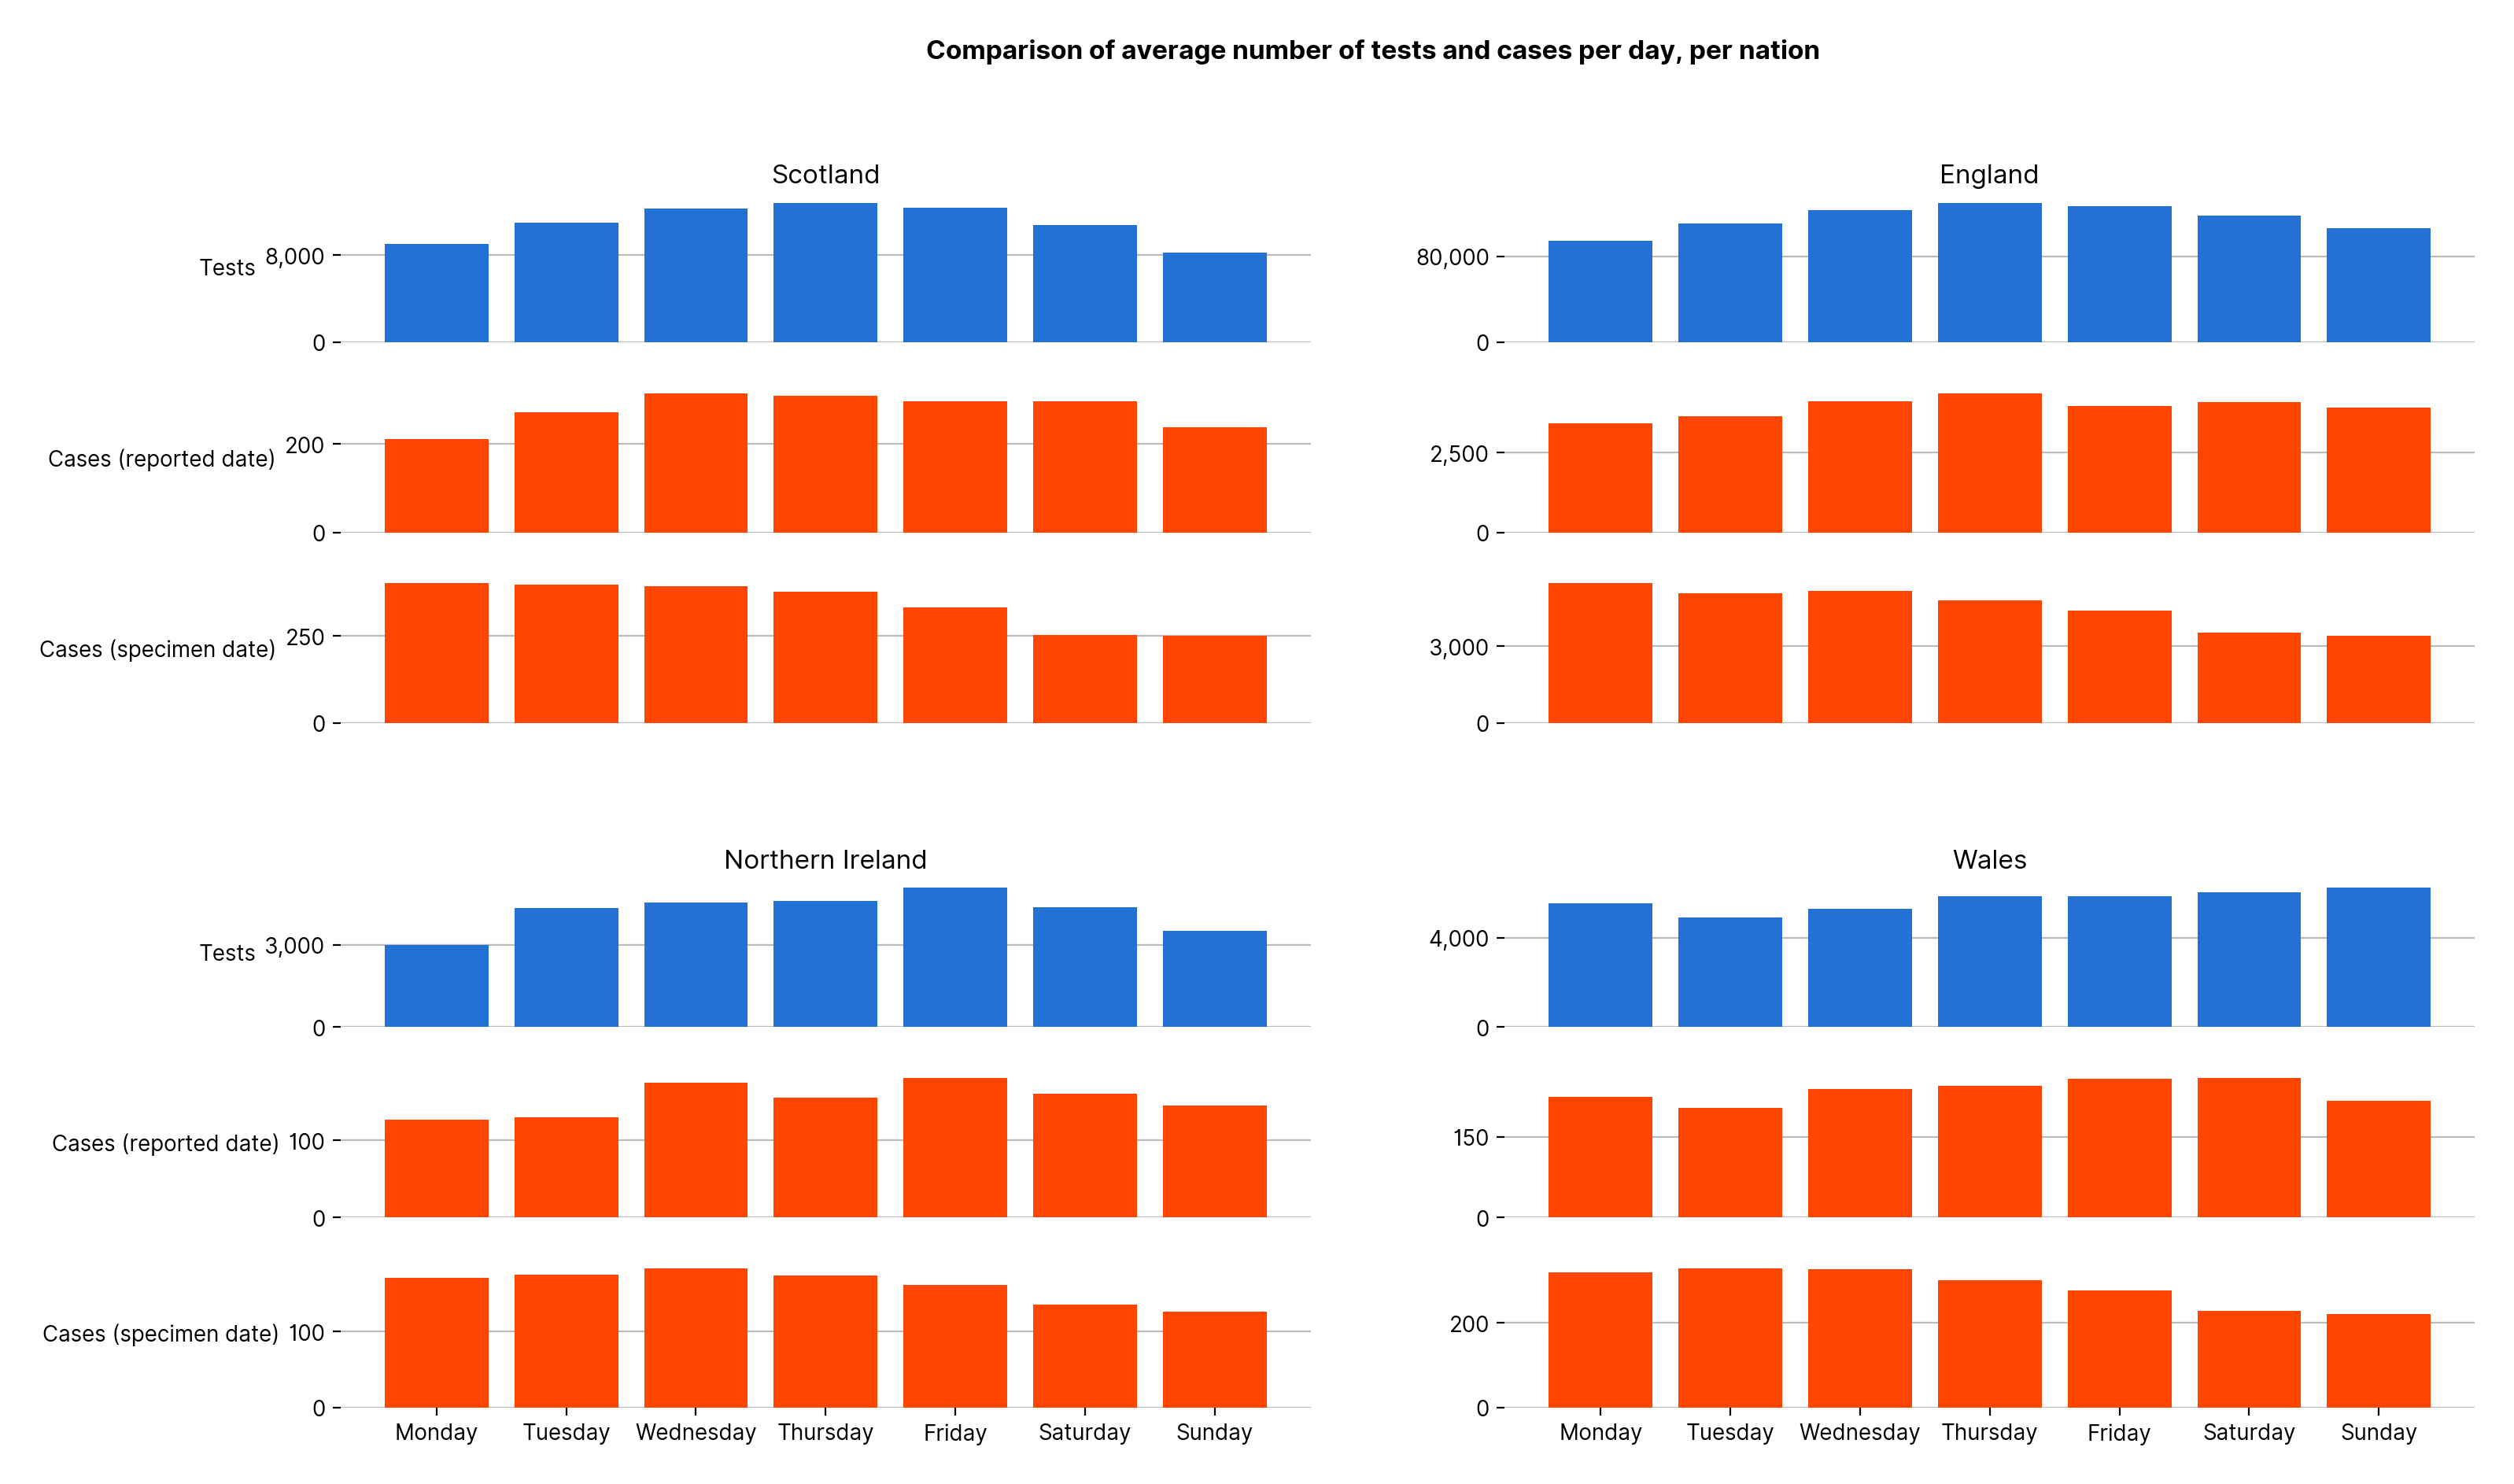 Comparison of average number of tests and cases per day, per nation
Scotland
Tests
8,000
0
Cases (reported date)
200
0
Cases (specimen date)
250
0
England
80,000
0
2,500
0
3,000
0
Northern Ireland
Tests
3,000
0
Cases (reported date)
100
0
Cases (specimen date)
100
0
Monday Tuesday Wednesday Thursday Friday Saturday Sunday
Wales
4,000
0
150
0
200
0
Monday Tuesday Wednesday Thursday Friday Saturday Sunday